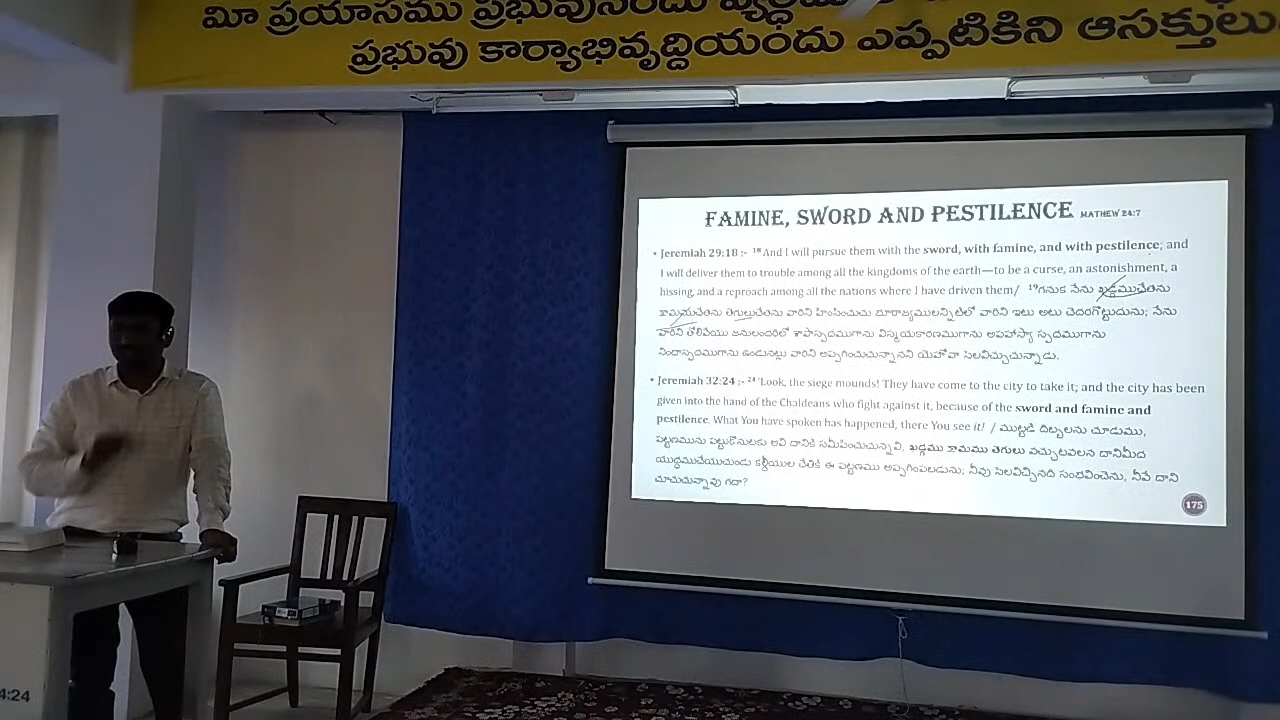 మీ ప్రయాసము ప్రభువునందు వ్యర్థము
ప్రభువు కార్యాభివృద్దియందు ఎప్పటికిని ఆసక్తులు
FAMINE, SWORD AND PESTILENCE MATHEW 24:7
• Jeremiah 29:18 :- 18 And I will pursue them with the sword, with famine, and with pestilence; and
I will deliver them to trouble among all the kingdoms of the earth—to be a curse, an astonishment, a
hissing, and a reproach among all the nations where I have driven them/ 19గనుక నేను ఖడ్గముచేతను
కామముచేతను తెగులుచేతను వారిని హింసించుచు భూరాజ్యములన్నిటిలో వారిని ఇటు అటు చెదరగొట్టుదును; నేను
వారిని తోలివేయు జనులందరిలో శాపాస్పదముగాను విస్మయకారణముగాను అపహాస్యా స్పదముగాను
నిందాస్పదముగాను ఉండునట్లు వారిని అప్పగించుచున్నానని యెహోవా సెలవిచ్చుచున్నాడు.
• Jeremiah 32:24 :- 24 'Look, the siege mounds! They have come to the city to take it; and the city has been
given into the hand of the Chaldeans who fight against it, because of the sword and famine and
pestilence. What You have spoken has happened; there You see it! / ముట్టడి దిబ్బలను చూడుము,
పట్టణమును పట్టుకొనులకు అవి దానికి సమీపించుచున్నవి, ఖడ్గము కామము తెగులు వచ్చుటవలన దానిమీద
యుద్ధముచేయుచుండు కల్దీయుల చేతికి ఈ పట్టణము అప్పగింపబడును; నీవు సెలవిచ్చినది సంభవించెను, నీవే దాని
చూచుచున్నావు గదా?
175
4:24